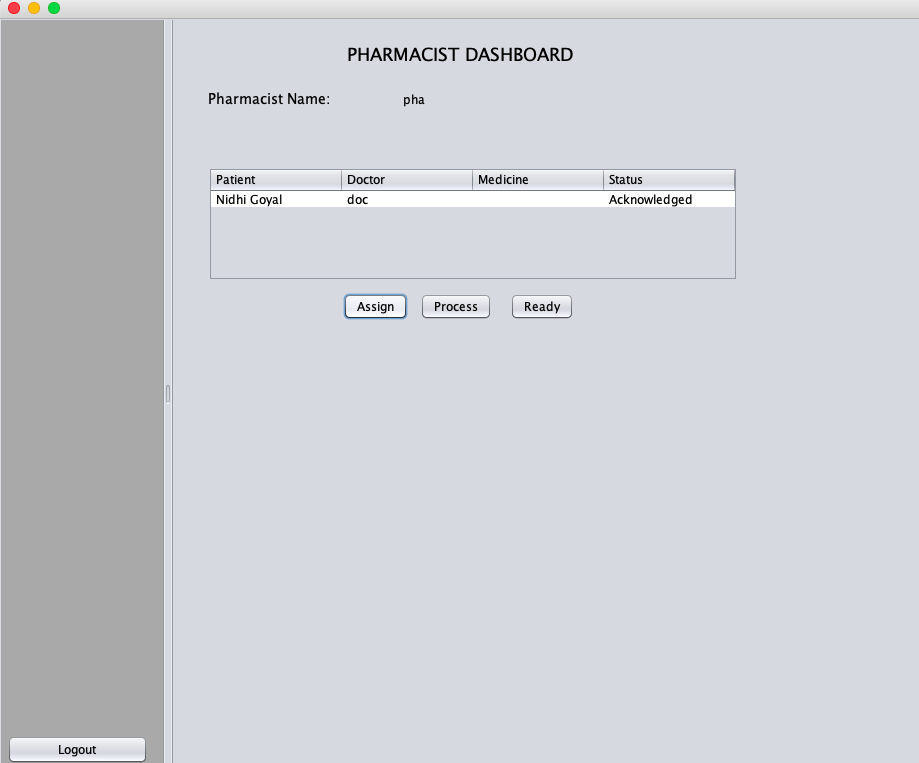 PHARMACIST DASHBOARD
Pharmacist Name: pha
Patient Doctor Medicine Status
Nidhi Goyal doc Acknowledged
Assign Process Ready
Logout